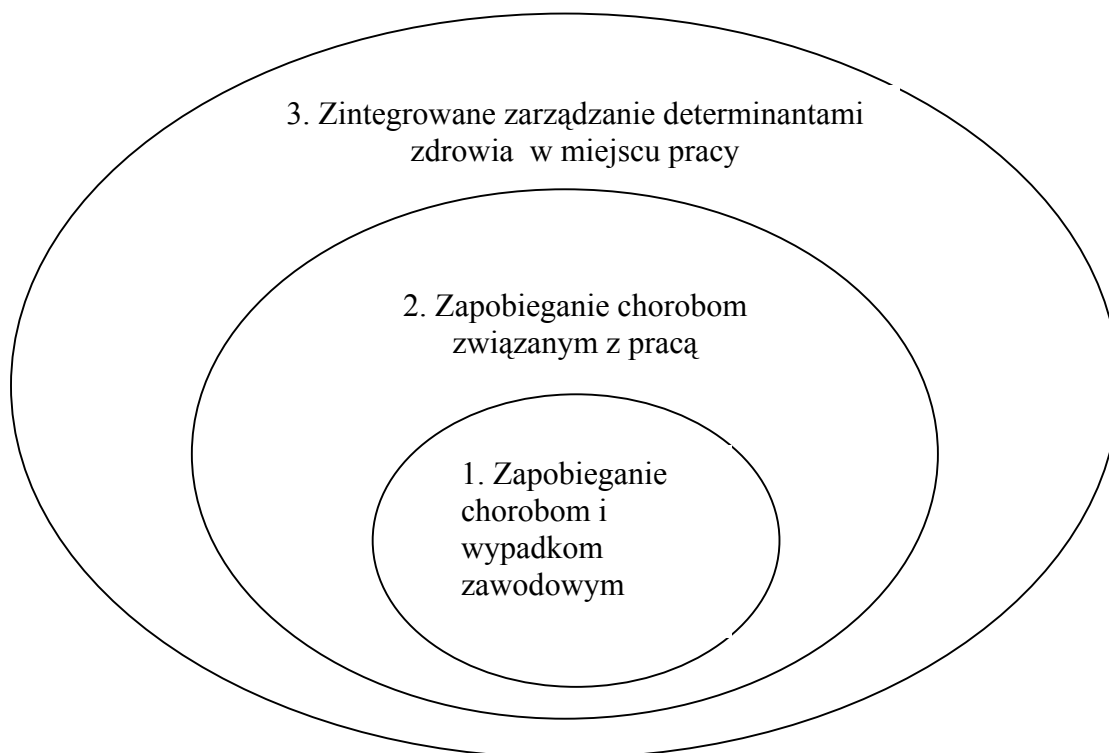 3. Zintegrowane zarządzanie determinantami
zdrowia w miejscu pracy
2. Zapobieganie chorobom
związanym z pracą
1. Zapobieganie
chorobom i
wypadkom
zawodowym